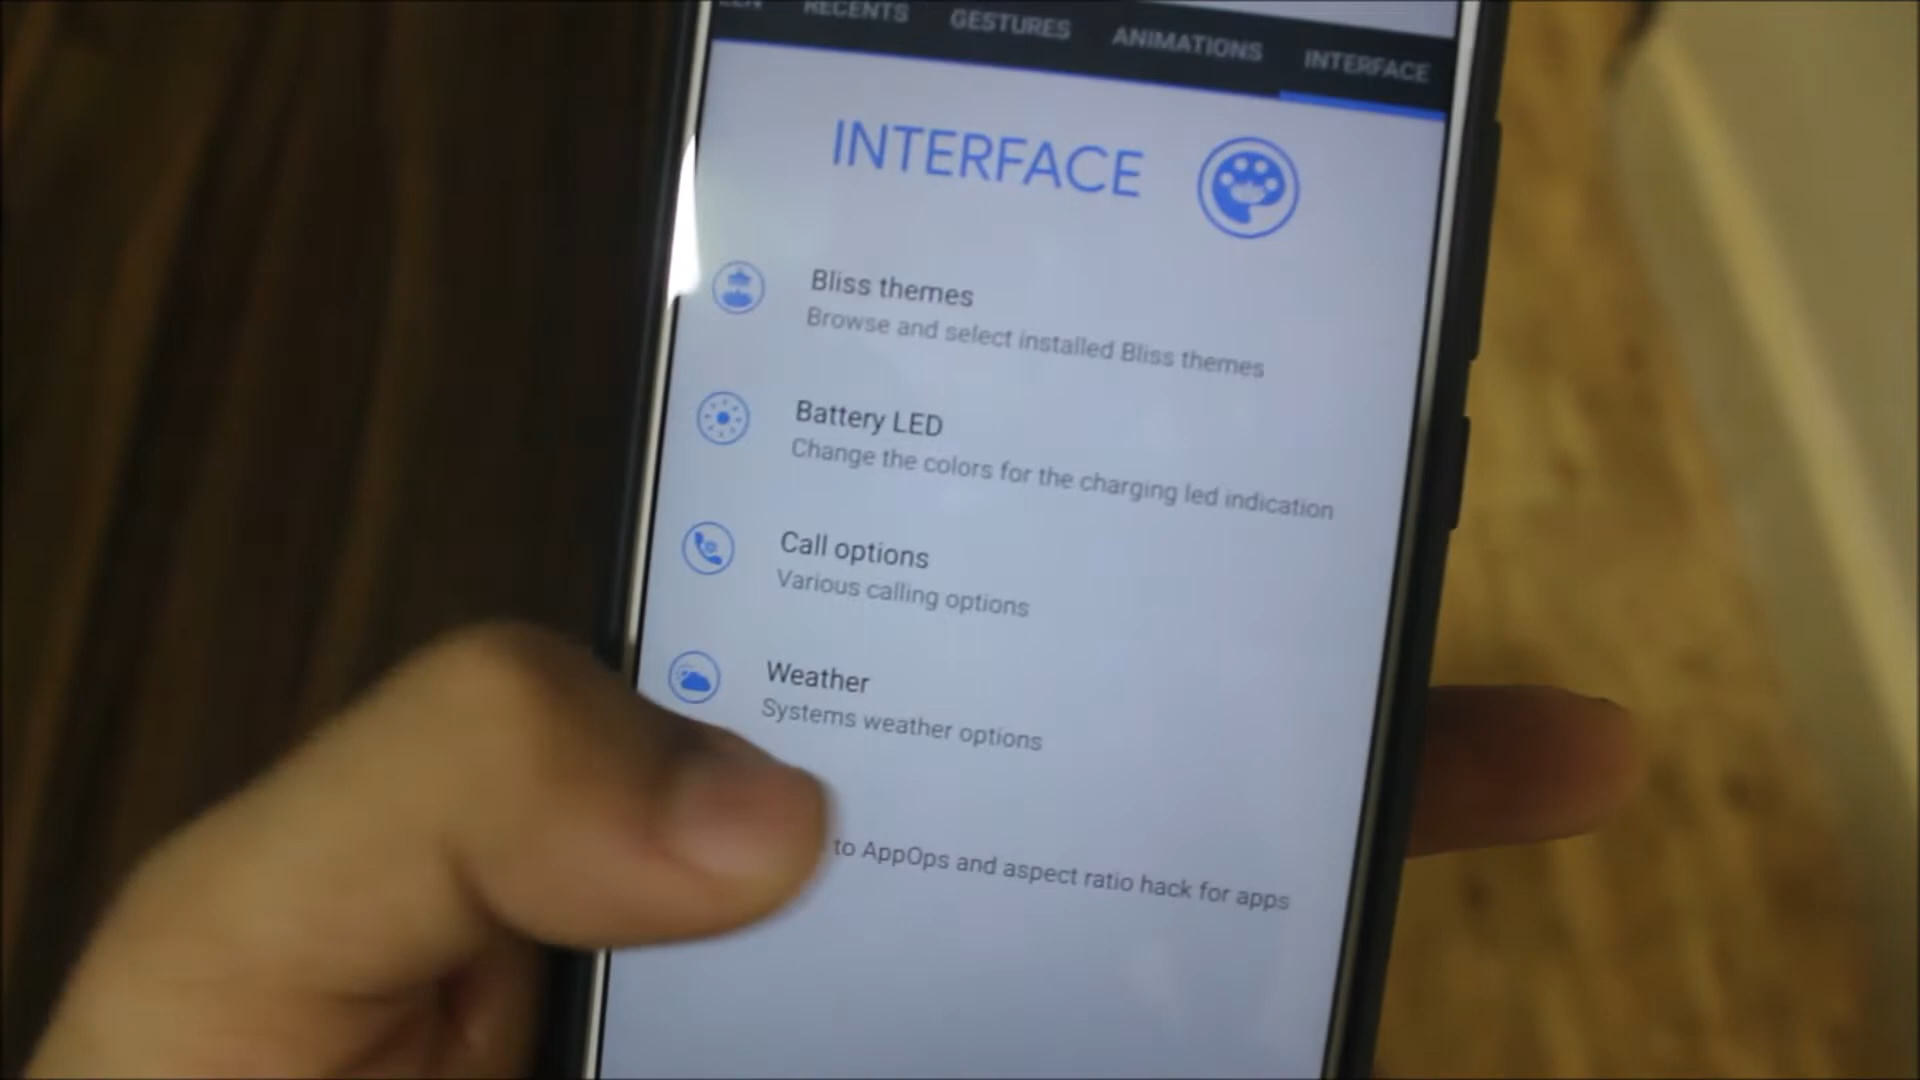 RECENTS GESTURES ANIMATIONS INTERFACE
INTERFACE
Bliss themes
Browse and select installed Bliss themes
Battery LED
Change the colors for the charging led indication
Call options
Various calling options
Weather
Systems weather options
to AppOps and aspect ratio hack for apps